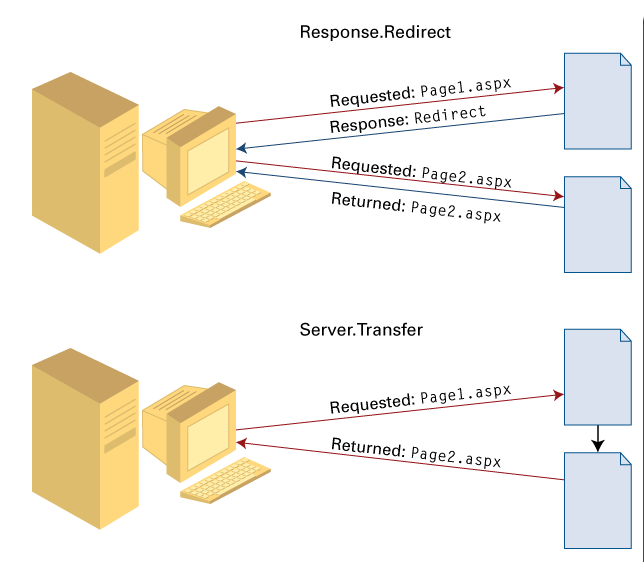 Response.Redirect
Requested: Page1.aspx
Response: Redirect
Requested: Page2.aspx
Returned: Page2.aspx
Server.Transfer
Requested: Page1.aspx
Returned: Page2.aspx